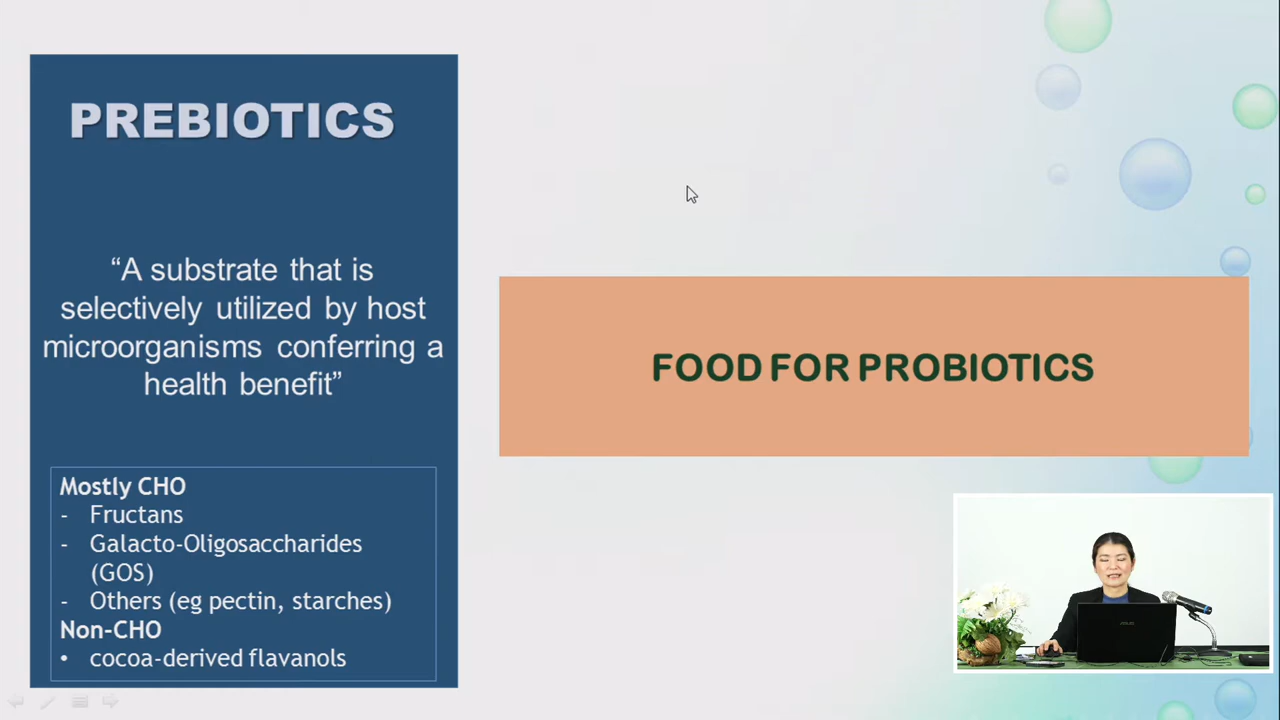 PREBIOTICS
“A substrate that is
selectively utilized by host
microorganisms conferring a
health benefit”
Mostly CHO
- Fructans
- Galacto-Oligosaccharides
(GOS)
- Others (eg pectin, starches)
Non-CHO
• cocoa-derived flavanols
FOOD FOR PROBIOTICS
ASUS